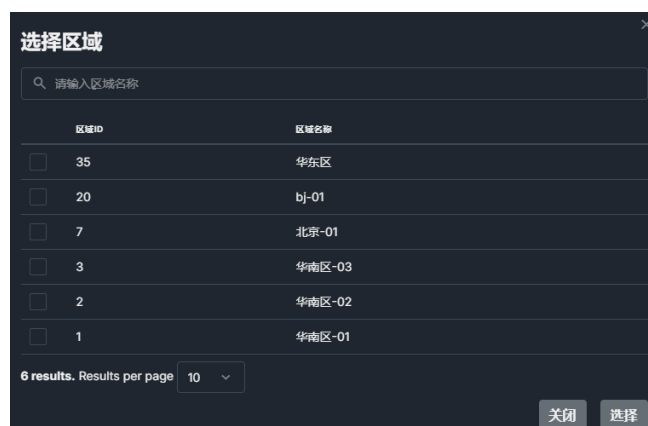 选择区域
请输入区域名称
区域ID 区域名称
35 华东区
20 bj-01
7 北京-01
3 华南区-03
2 华南区-02
1 华南区-01
6 results. Results per page 10
关闭 选择